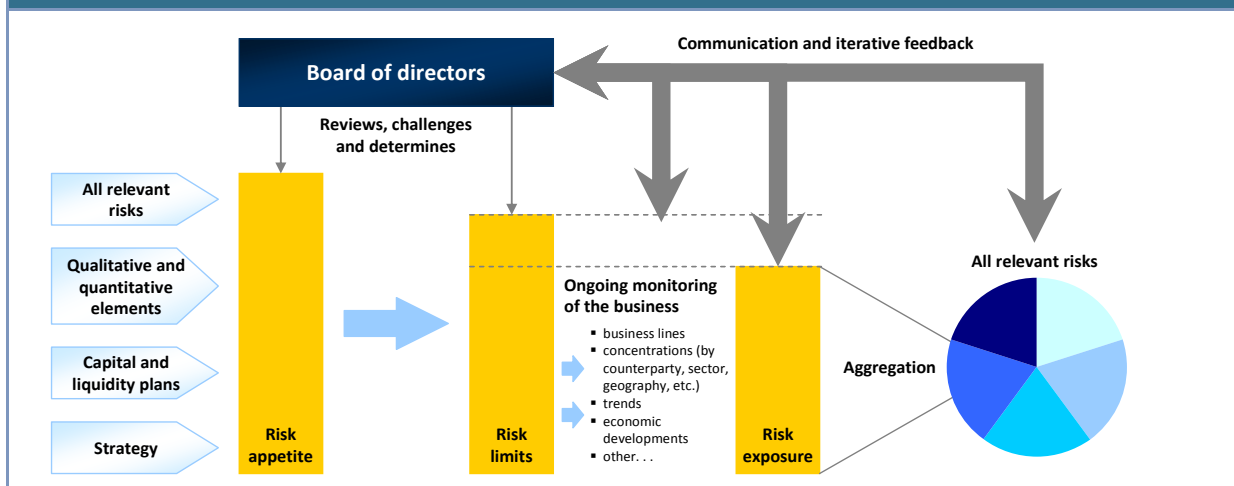 Communication and iterative feedback
Board of directors
Reviews, challenges
and determines
All relevant
risks
Qualitative and
quantitative
elements
Capital and
liquidity plans
Strategy
Risk
appetite
Risk
limits
Ongoing monitoring
of the business
▪ business lines
▪ concentrations (by
counterparty, sector,
geography, etc.)
▪ trends
▪ economic
developments
▪ other. . .
Risk
exposure
Aggregation
All relevant risks